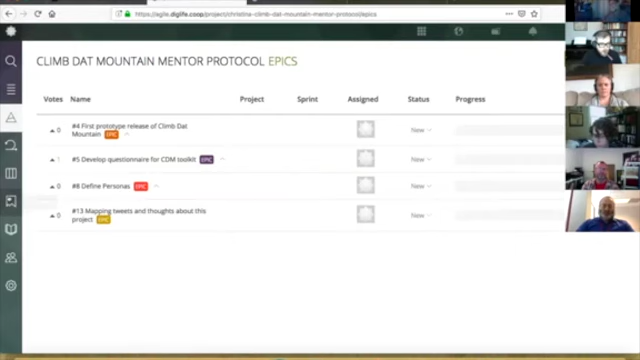 https://agile.digilife.coop/project/christina-climb-dat-mountain-mentor-protocol/epics
CLIMB DAT MOUNTAIN MENTOR PROTOCOL EPICS
Votes Name Project Sprint Assigned Status Progress
0 #4 First prototype release of Climb Dat
Mountain EPIC
New
1 #5 Develop questionnaire for CDM toolkit EPIC New
0 #8 Define Personas EPIC New
0 #13 Mapping tweets and thoughts about this
project EPIC
New